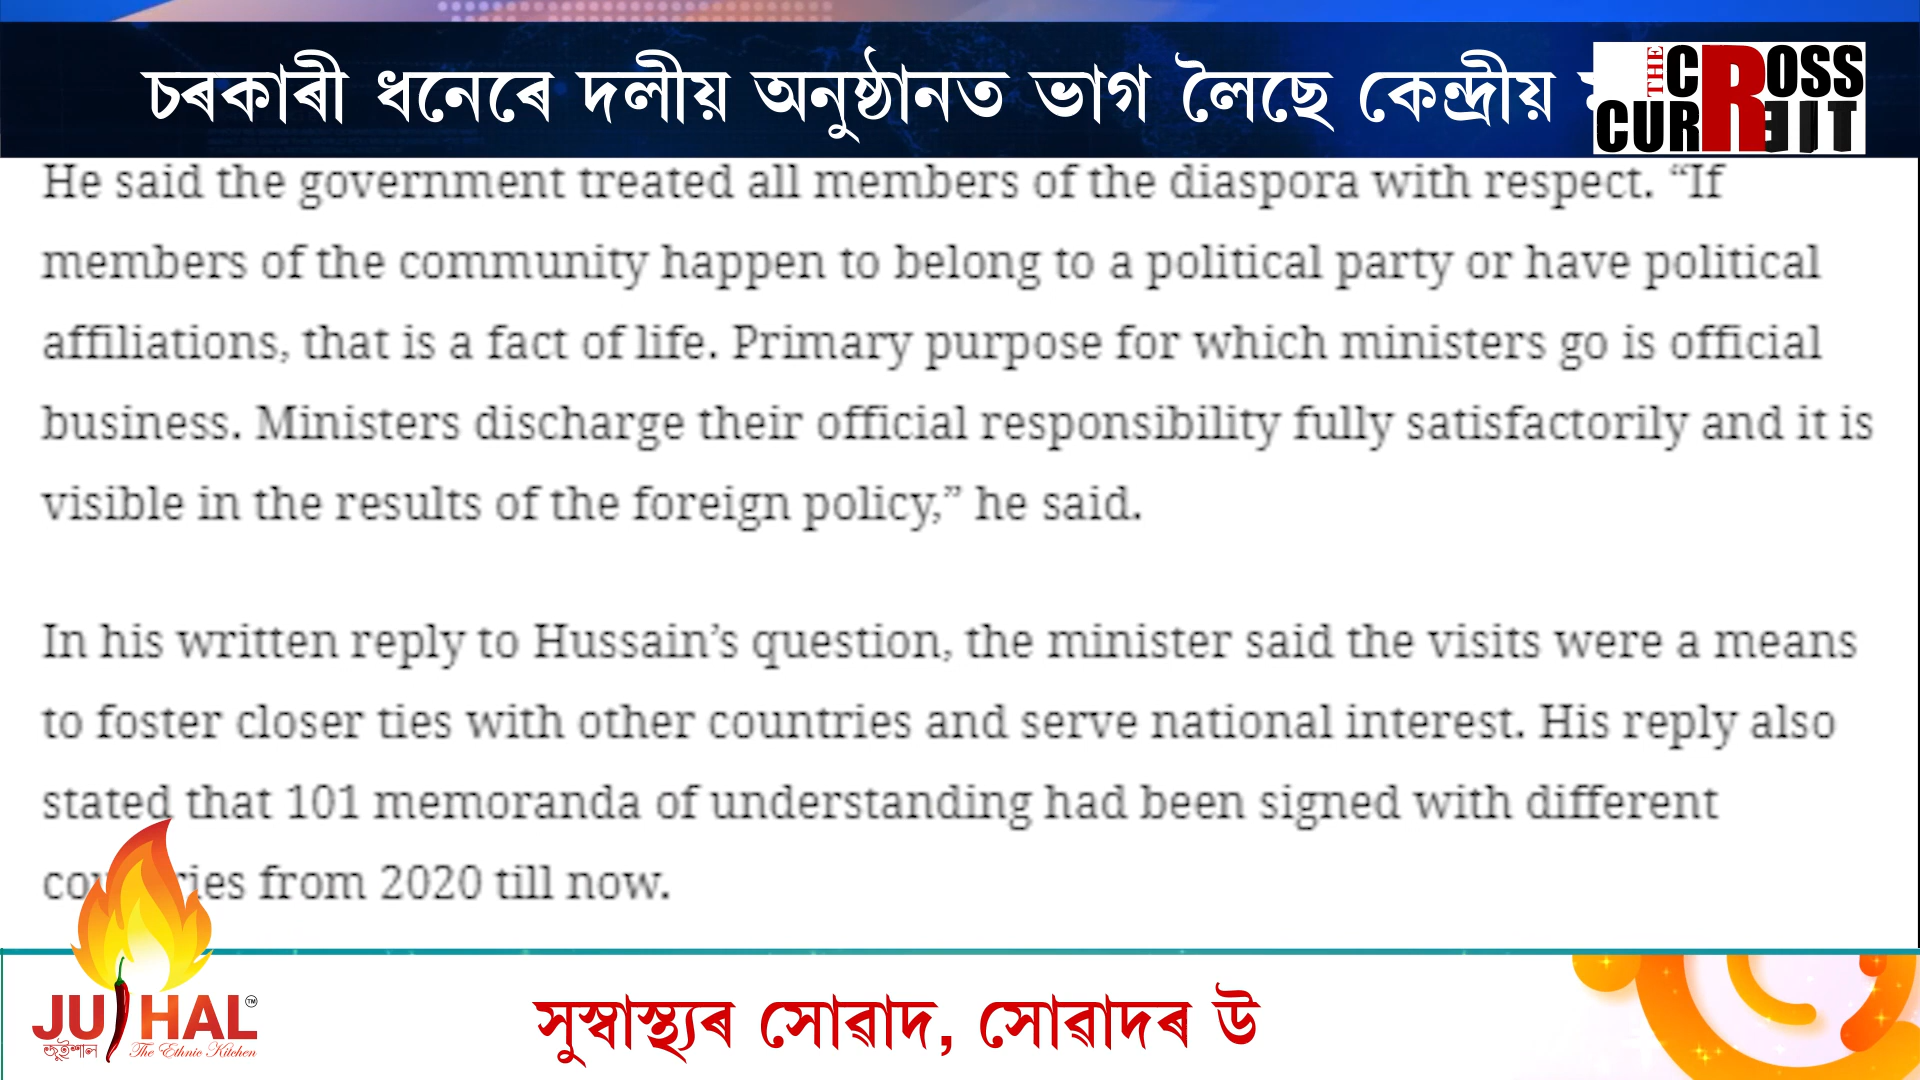 চৰকাৰী ধনেৰে দলীয় অনুষ্ঠানত ভাগ লৈছে কেন্দ্ৰীয়
THE CROSS
CURRENT
He said the government treated all members of the diaspora with respect. “If
members of the community happen to belong to a political party or have political
affiliations, that is a fact of life. Primary purpose for which ministers go is official
business. Ministers discharge their official responsibility fully satisfactorily and it is
visible in the results of the foreign policy,” he said.
In his written reply to Hussain’s question, the minister said the visits were a means
to foster closer ties with other countries and serve national interest. His reply also
stated that 101 memoranda of understanding had been signed with different
from 2020 till now.
JUHAL™
জুইশাল The Ethnic Kitchen
সুস্বাস্থ্যৰ সোৱাদ, সোৱাদৰ উ